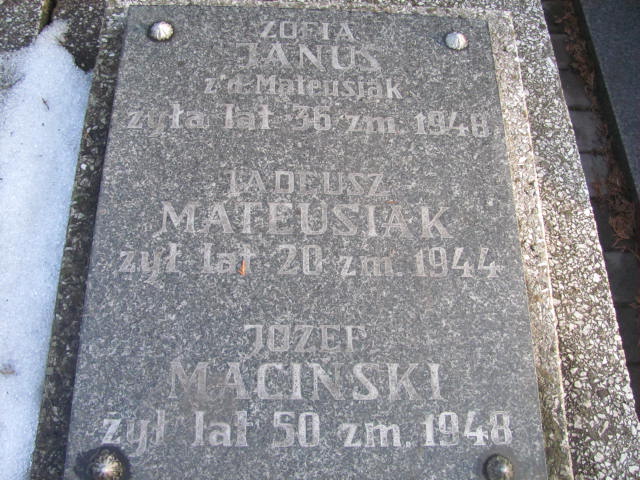 ZOFIA
JANUS
z d. Mateusiak
żyła lat 36 zm. 1948
TADEUSZ
MATEUSIAK
żył lat 20 zm. 1944
JÓZEF
MACIŃSKI
żył lat 50 zm. 1948